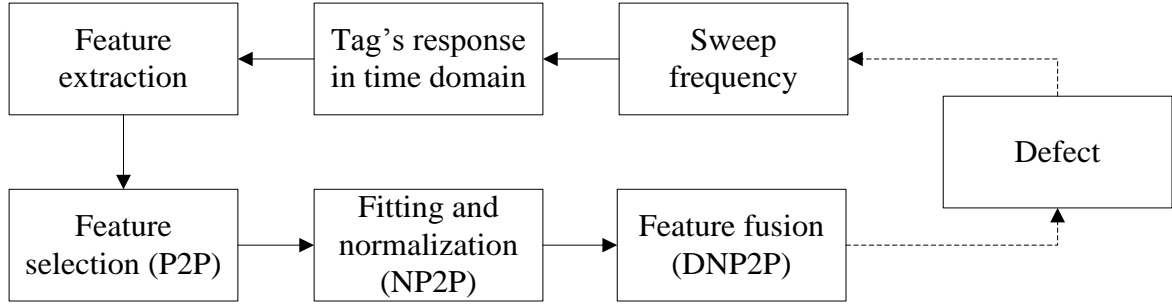 Feature
extraction
Tag’s response
in time domain
Sweep
frequency
Defect
Feature
selection (P2P)
Fitting and
normalization
(NP2P)
Feature fusion
(DNP2P)